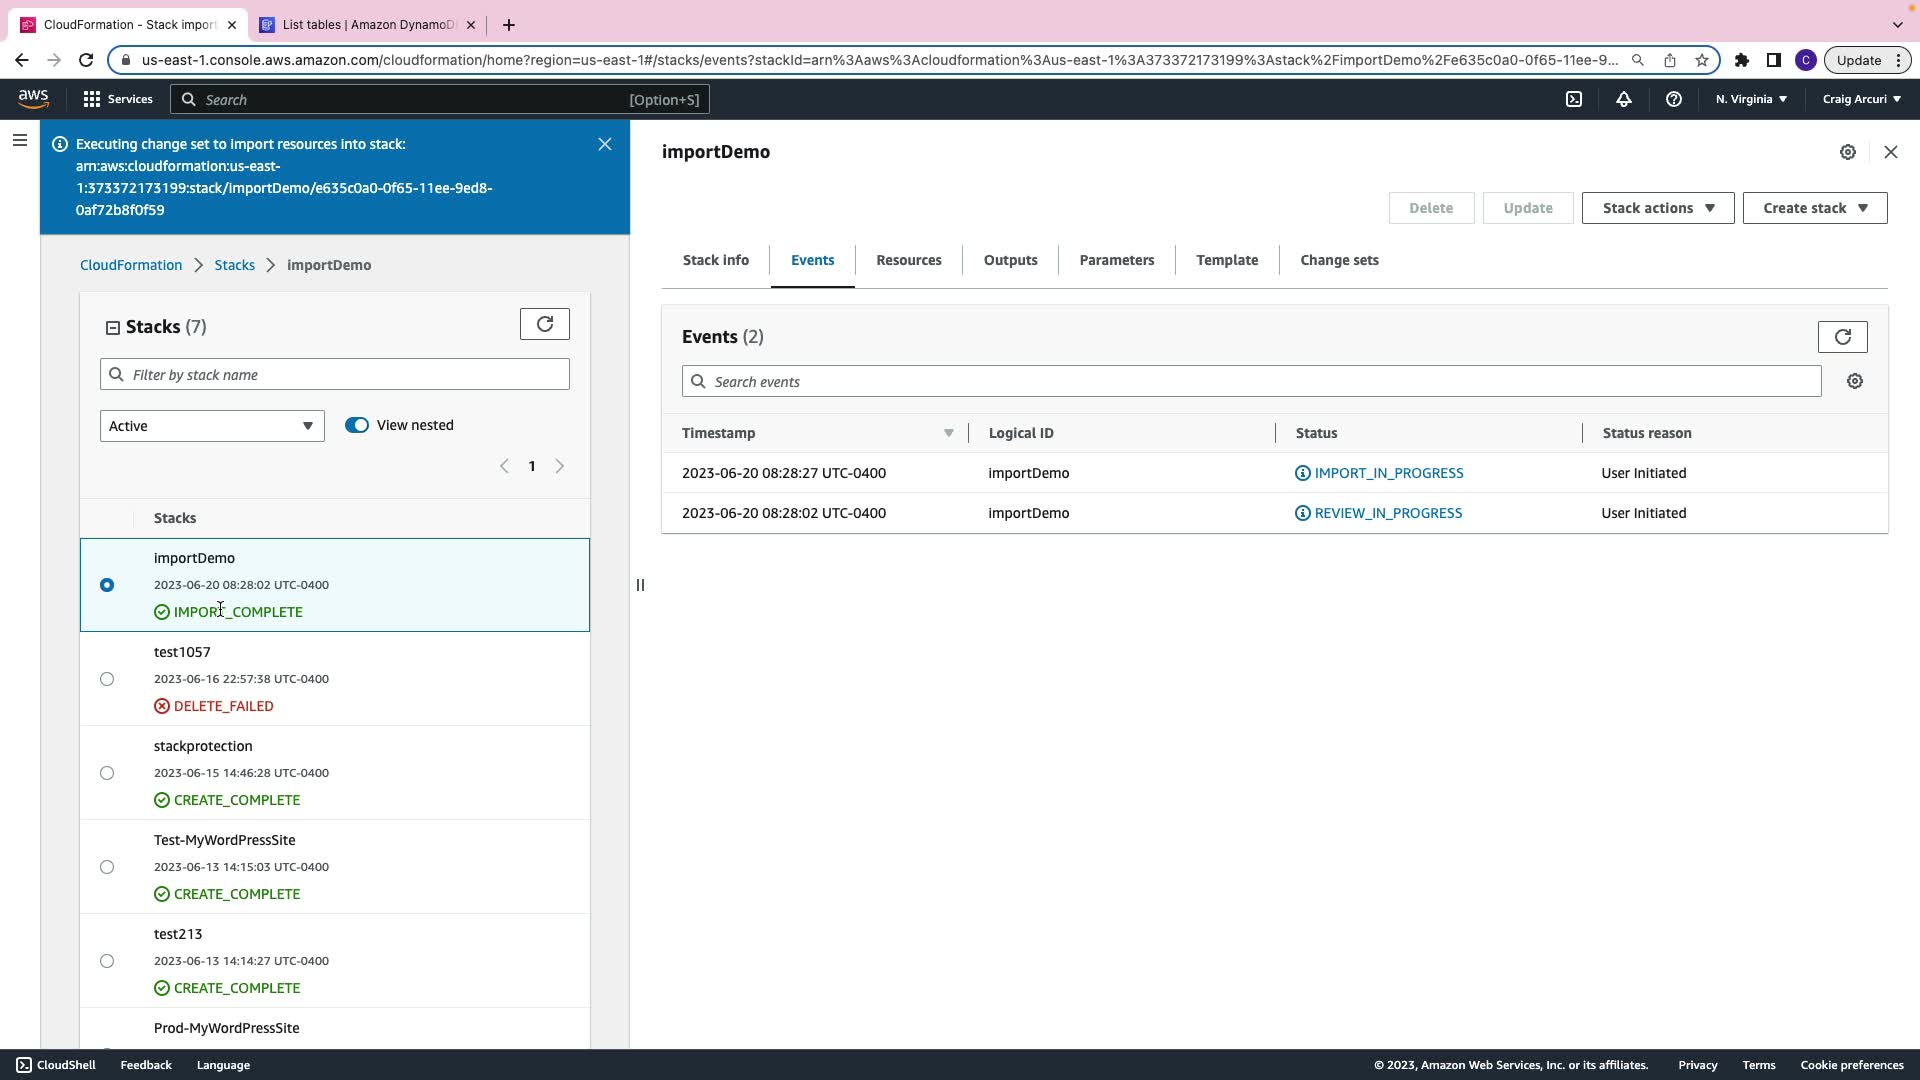 CloudFormation - Stack import
List tables | Amazon DynamoD
us-east-1.console.aws.amazon.com/cloudformation/home?region=us-east-1#/stacks/events?stackId=arn%3Aaws%3Acloudformation%3Aus-east-1%3A373372173199%3Astack%2FimportDemo%2Fe635c0a0-0f65-11ee-9...
C
Update
aws
Services
Search
[Option+S]
N. Virginia
Craig Arcuri
Executing change set to import resources into stack:
arn:aws:cloudformation:us-east-
1:373372173199:stack/importDemo/e635c0a0-0f65-11ee-9ed8-
0af72b8f0f59
CloudFormation
Stacks
importDemo
Stacks (7)
Filter by stack name
Active
View nested
1
Stacks
importDemo
2023-06-20 08:28:02 UTC-0400
IMPORT_COMPLETE
test1057
2023-06-16 22:57:38 UTC-0400
DELETE_FAILED
stackprotection
2023-06-15 14:46:28 UTC-0400
CREATE_COMPLETE
Test-MyWordPressSite
2023-06-13 14:15:03 UTC-0400
CREATE_COMPLETE
test213
2023-06-13 14:14:27 UTC-0400
CREATE_COMPLETE
Prod-MyWordPressSite
importDemo
Delete
Update
Stack actions
Create stack
Stack info
Events
Resources
Outputs
Parameters
Template
Change sets
Events (2)
Search events
Timestamp
Logical ID
Status
Status reason
2023-06-20 08:28:27 UTC-0400
importDemo
IMPORT_IN_PROGRESS
User Initiated
2023-06-20 08:28:02 UTC-0400
importDemo
REVIEW_IN_PROGRESS
User Initiated
CloudShell
Feedback
Language
© 2023, Amazon Web Services, Inc. or its affiliates.
Privacy
Terms
Cookie preferences